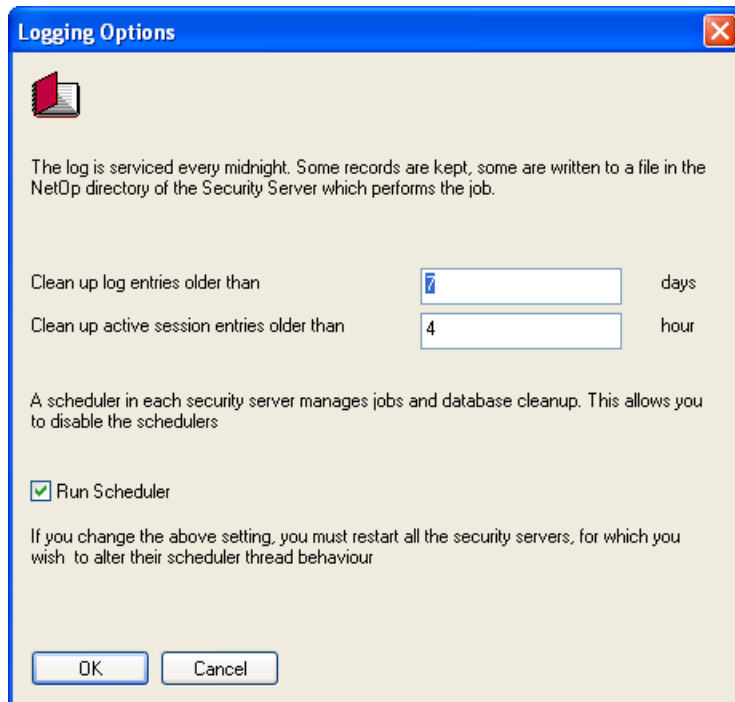 Logging Options
The log is serviced every midnight. Some records are kept, some are written to a file in the
NetOp directory of the Security Server which performs the job.
Clean up log entries older than 7 days
Clean up active session entries older than 4 hour
A scheduler in each security server manages jobs and database cleanup. This allows you
to disable the schedulers
Run Scheduler
If you change the above setting, you must restart all the security servers, for which you
wish  to alter their scheduler thread behaviour
OK Cancel